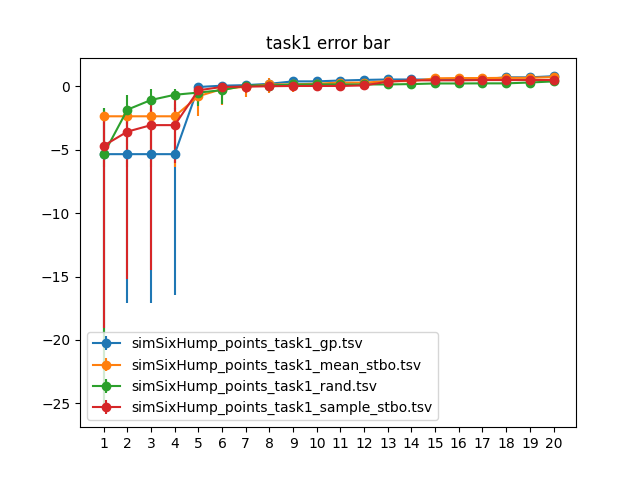 task1 error bar
0
−5
−10
−15
−20
−25
simSixHump_points_task1_gp.tsv
simSixHump_points_task1_mean_stbo.tsv
simSixHump_points_task1_rand.tsv
simSixHump_points_task1_sample_stbo.tsv
1 2 3 4 5 6 7 8 9 10 11 12 13 14 15 16 17 18 19 20